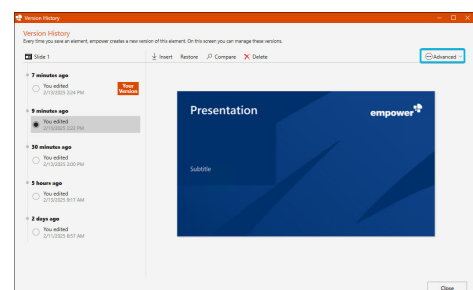 Version History
Version History
Every time you save an element, empower creates a new version of this element. On this screen you can manage these versions.
Slide 1
Insert Restore Compare Delete
Advanced
7 minutes ago
You edited
2/13/2025 2:24 PM
Your
Version
9 minutes ago
You edited
2/13/2025 2:22 PM
30 minutes ago
You edited
2/13/2025 2:00 PM
5 hours ago
You edited
2/13/2025 9:17 AM
2 days ago
You edited
2/11/2025 8:57 AM
Presentation
empower
Subtitle
Close